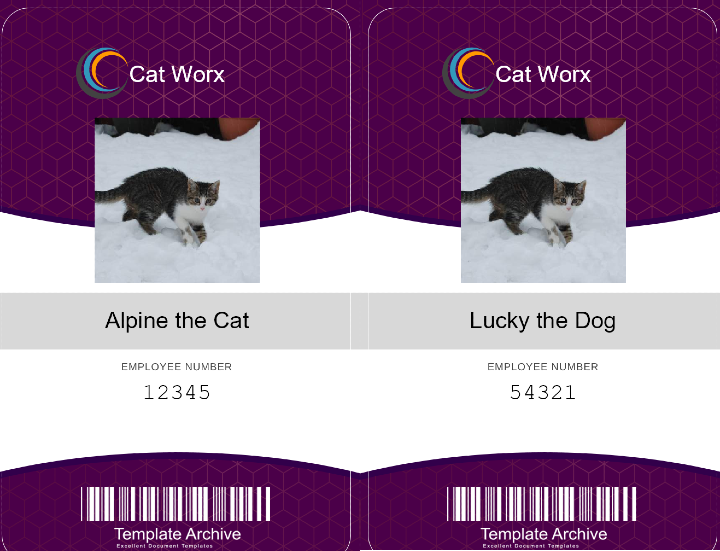 Cat Worx
Alpine the Cat
EMPLOYEE NUMBER
12345
Template Archive
Excellent Document Templates
Cat Worx
Lucky the Dog
EMPLOYEE NUMBER
54321
Template Archive
Excellent Document Templates